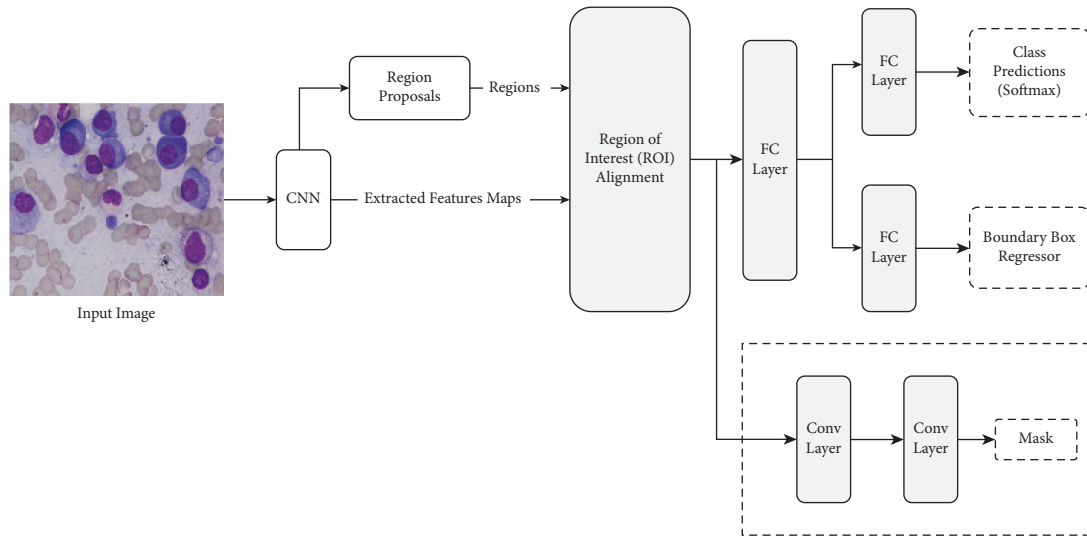 Input Image
CNN
Region
Proposals
Regions
Extracted Features Maps
Region of
Interest (ROI)
Alignment
FC
Layer
FC
Layer
Class
Predictions
(Softmax)
FC
Layer
Boundary Box
Regressor
Conv
Layer
Conv
Layer
Mask